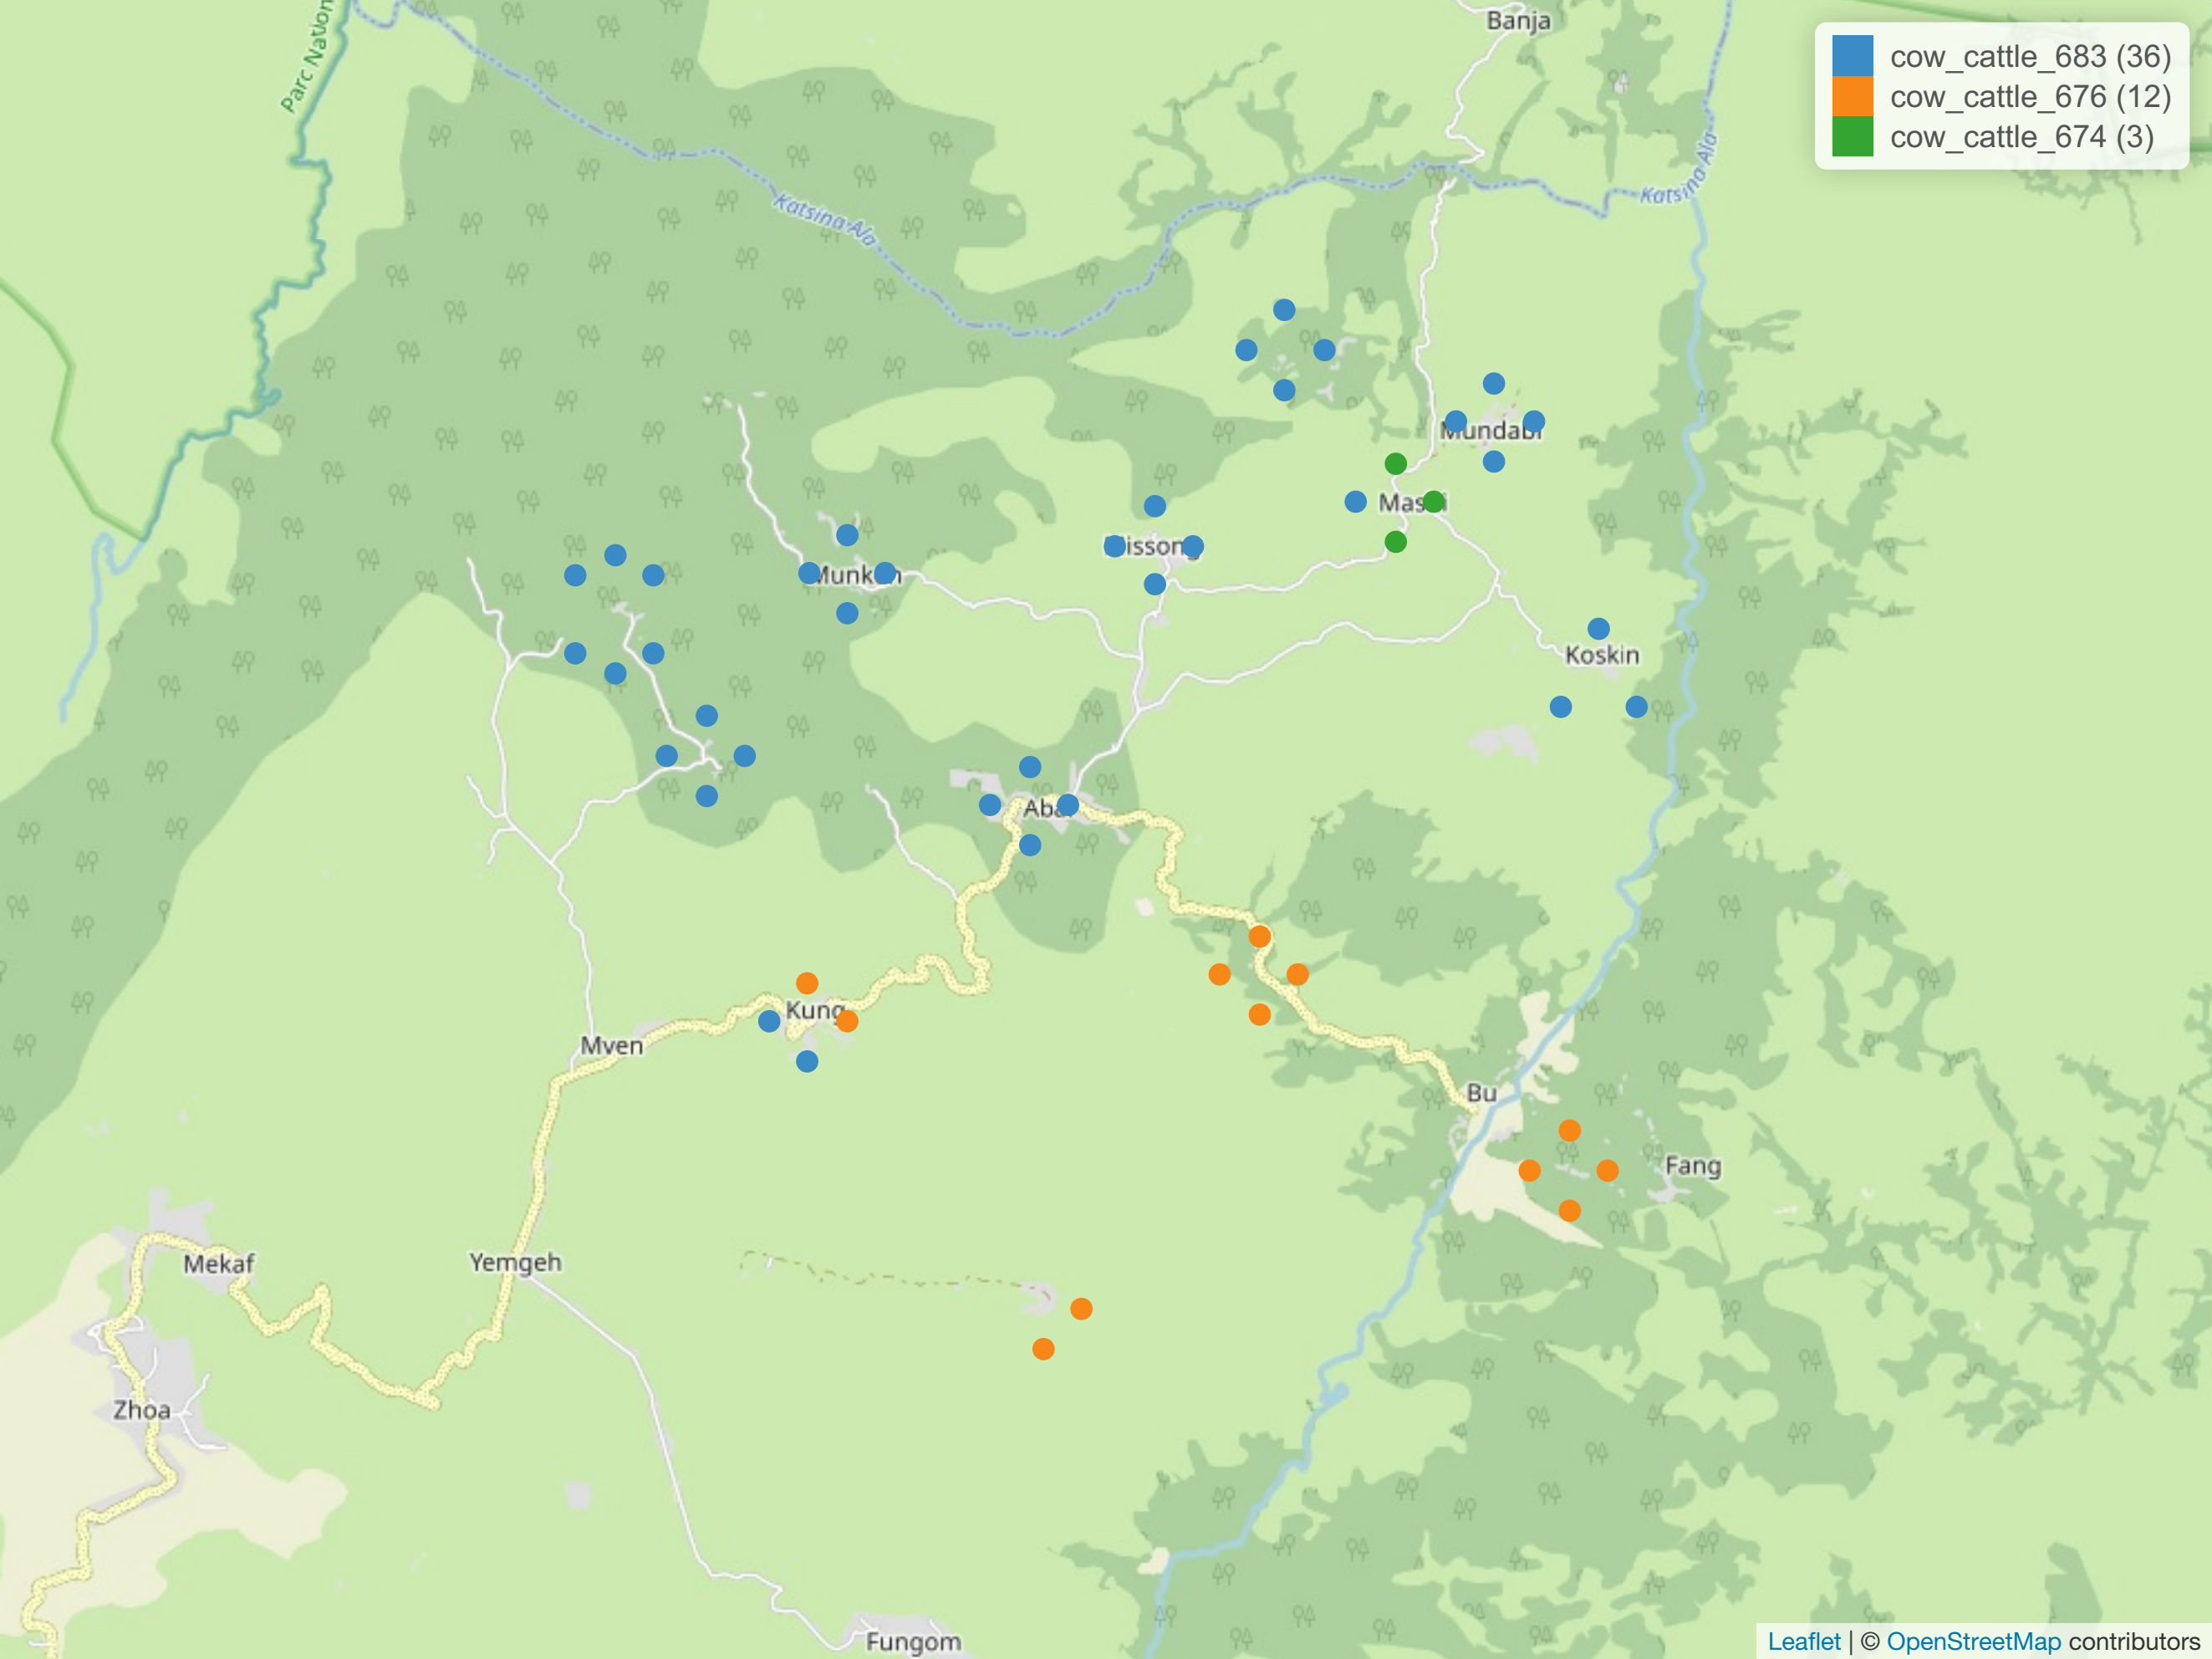 Banja
Parc Nation
cow_cattle_683 (36)
cow_cattle_676 (12)
cow_cattle_674 (3)
Katsina-Ala
Katsina-Ala
Mundabi
Koskin
Kung
Mven
Bu
Fang
Mekaf
Yemgeh
Zhoa
Fungom
Leaflet | © OpenStreetMap contributors